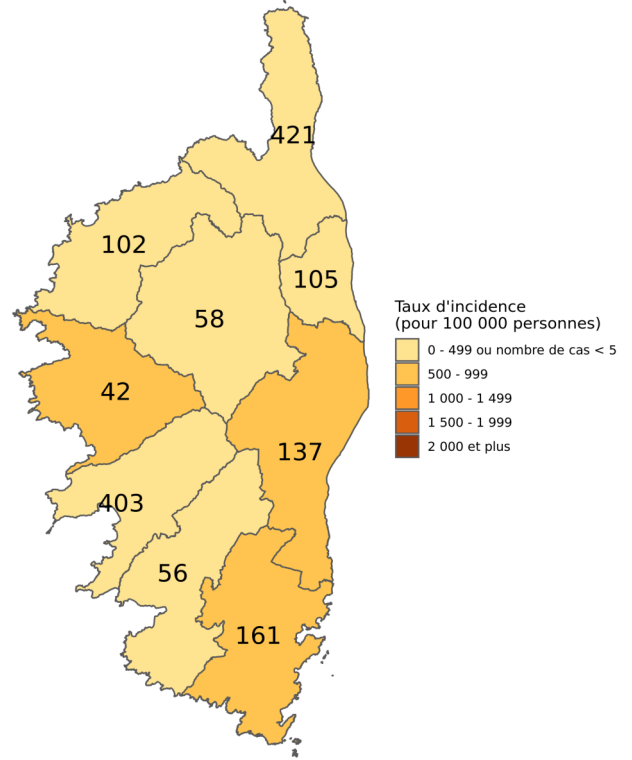 421
102
105
58
Taux d'incidence
(pour 100 000 personnes)
0 - 499 ou nombre de cas < 5
500 - 999
1 000 - 1 499
1 500 - 1 999
2 000 et plus
42
137
403
56
161